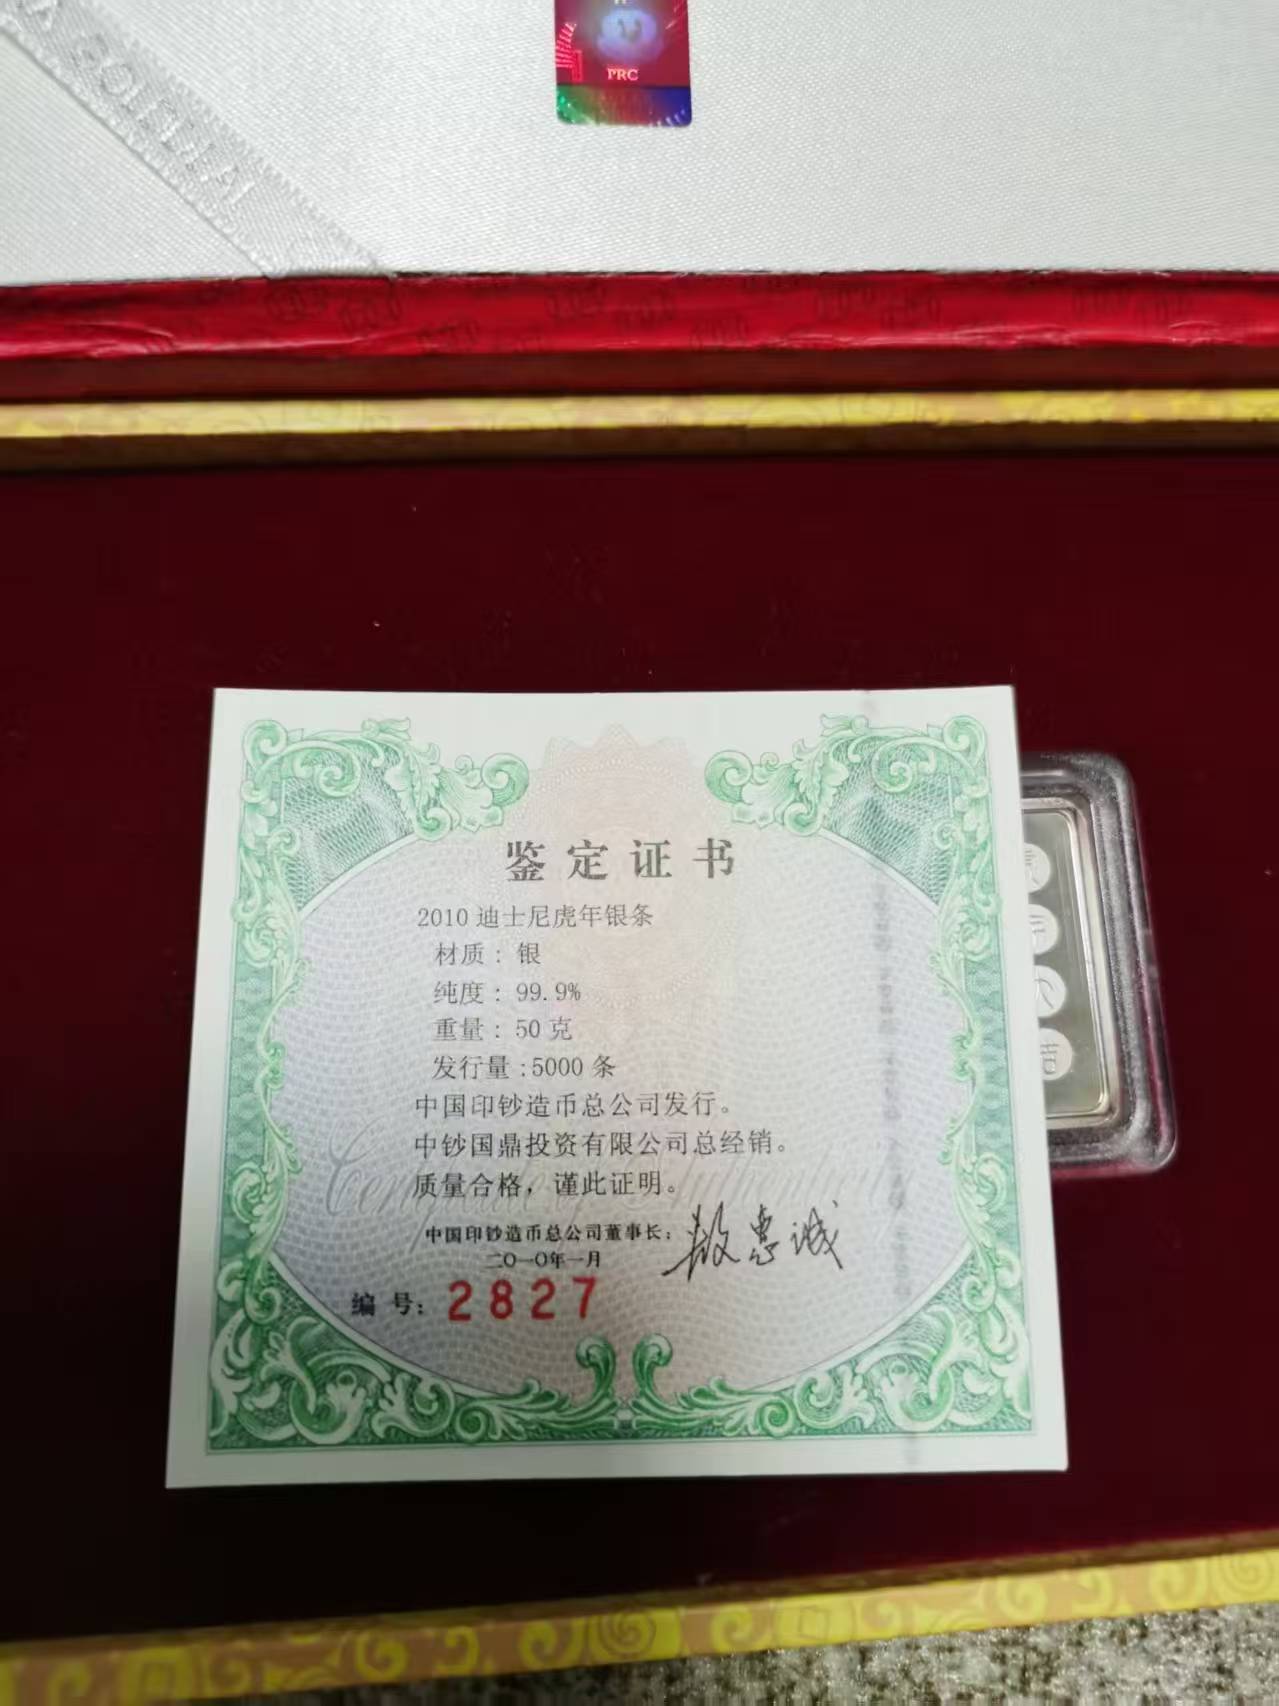 PRC
鉴定证书
2010 迪士尼虎年银条
材质：银
纯度：99.9%
重量：50克
发行量:5000条
中国印钞造币总公司发行。
中钞国鼎投资有限公司总经销。
质量合格，谨此证明。
中国印钞造币总公司董事长：
二〇一〇年一月
编号：2827